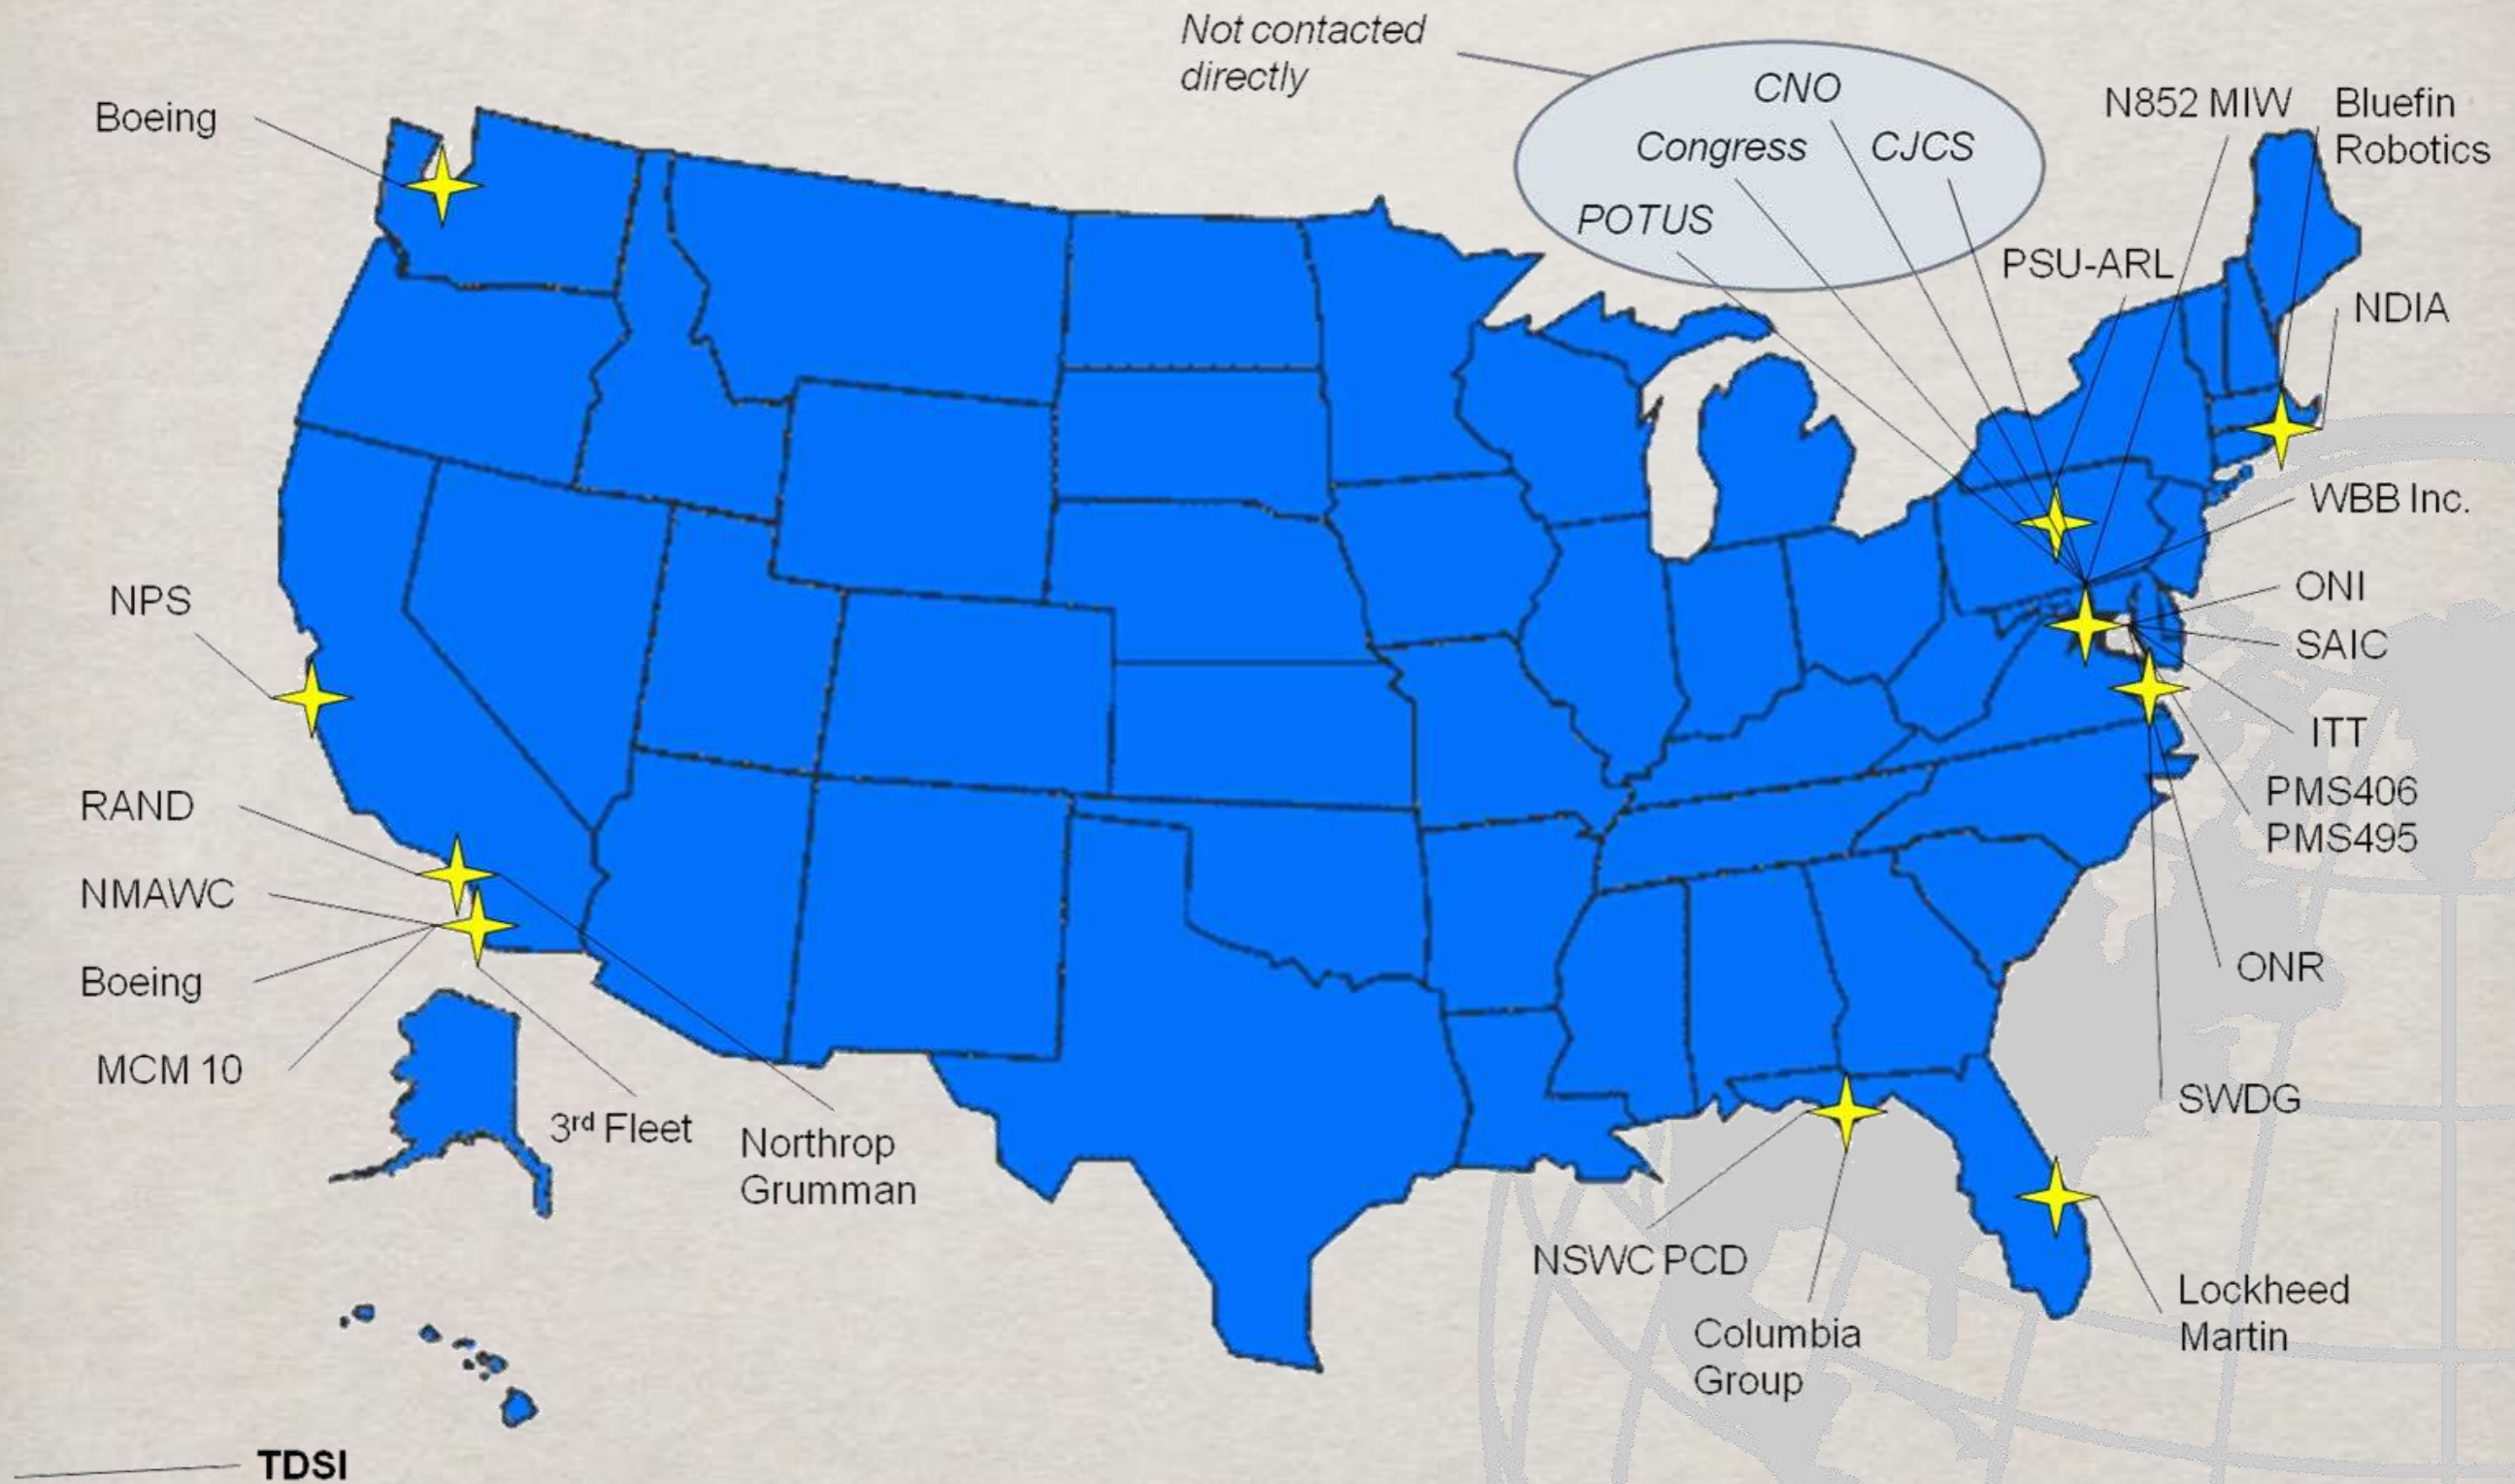 Not contacted
directly
CNO
Congress
CJCS
POTUS
N852 MIW
Bluefin
Robotics
PSU-ARL
NDIA
Boeing
WBB Inc.
ONI
SAIC
ITT
PMS406
PMS495
ONR
SWDG
NPS
RAND
NMAWC
Boeing
MCM 10
3rd Fleet
Northrop
Grumman
NSWC PCD
Columbia
Group
Lockheed
Martin
TDSI